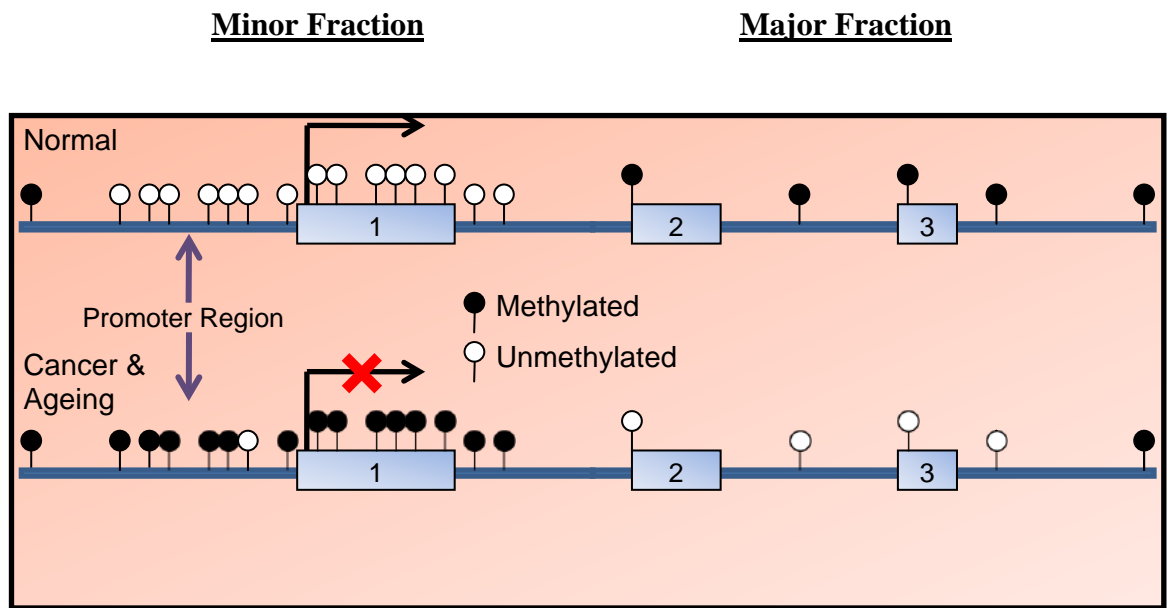 Minor Fraction Major Fraction
Normal
1 2 3
Methylated
Promoter Region
Unmethylated
Cancer &
Ageing
1 2 3